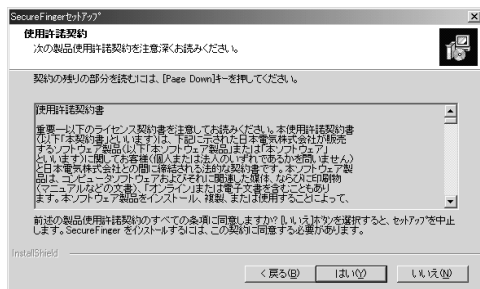 SecureFingerｾｯﾄｱｯﾌﾟ
使用許諾契約
次の製品使用許諾契約を注意深くお読みください。
契約の残りの部分を読むには、[Page Down]キーを押してください。
使用許諾契約書
重要－以下のライセンス契約書を注意してお読みください。本使用許諾契約書
(以下「本契約書」といいます)は、下記に示された日本電気株式会社が販売
するソフトウェア製品(以下「本ソフトウェア製品」または「本ソフトウェア」
といいます)に関してお客様(個人または法人のいずれであるかを問いません)
と日本電気株式会社との間に締結される法的な契約書です。本ソフトウェア製
品は、コンピュータソフトウェアおよびそれに関連した媒体、ならびに印刷物
(マニュアルなどの文書)、「オンライン」または電子文書を含むこともあり
ます。本ソフトウェア製品をインストール、複製、または使用することによって、
前述の製品使用許諾契約のすべての条項に同意しますか? [いいえ]ﾎﾞﾀﾝを選択すると、ｾｯﾄｱｯﾌﾟを中止
します。SecureFinger をインストールするには、この契約に同意する必要があります。
InstallShield
< 戻る(B) はい(Y) いいえ(N)